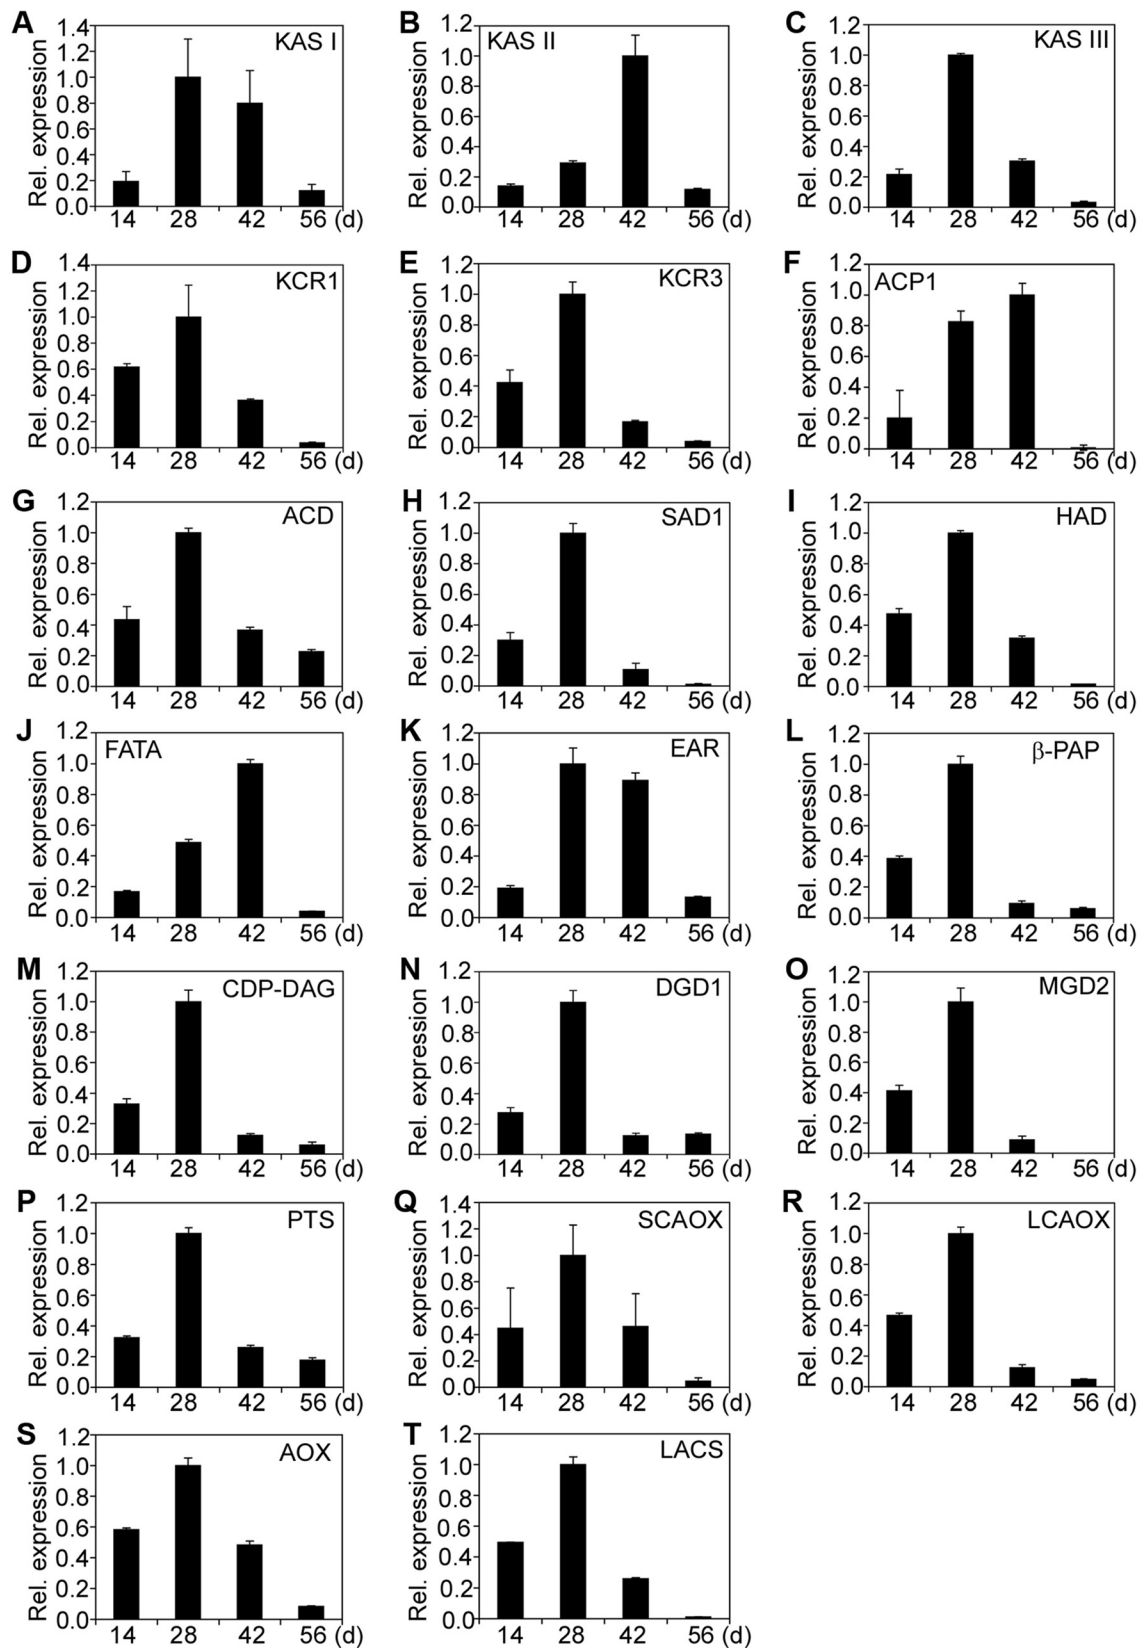 A
B
C
1.4
1.2
1.0
0.8
0.6
0.4
0.2
0.0
Rel. expression
KAS I
14 28 42 56 (d)
1.2
1.0
0.8
0.6
0.4
0.2
0.0
Rel. expression
KAS II
14 28 42 56 (d)
1.2
1.0
0.8
0.6
0.4
0.2
0.0
Rel. expression
KAS III
14 28 42 56 (d)
D
E
F
1.4
1.2
1.0
0.8
0.6
0.4
0.2
0.0
Rel. expression
KCR1
14 28 42 56 (d)
1.2
1.0
0.8
0.6
0.4
0.2
0.0
Rel. expression
KCR3
14 28 42 56 (d)
1.2
1.0
0.8
0.6
0.4
0.2
0.0
Rel. expression
ACP1
14 28 42 56 (d)
G
H
I
1.2
1.0
0.8
0.6
0.4
0.2
0.0
Rel. expression
ACD
14 28 42 56 (d)
1.2
1.0
0.8
0.6
0.4
0.2
0.0
Rel. expression
SAD1
14 28 42 56 (d)
1.2
1.0
0.8
0.6
0.4
0.2
0.0
Rel. expression
HAD
14 28 42 56 (d)
J
K
L
1.2
1.0
0.8
0.6
0.4
0.2
0.0
Rel. expression
FATA
14 28 42 56 (d)
1.2
1.0
0.8
0.6
0.4
0.2
0.0
Rel. expression
EAR
14 28 42 56 (d)
1.2
1.0
0.8
0.6
0.4
0.2
0.0
Rel. expression
β-PAP
14 28 42 56 (d)
M
N
O
1.2
1.0
0.8
0.6
0.4
0.2
0.0
Rel. expression
CDP-DAG
14 28 42 56 (d)
1.2
1.0
0.8
0.6
0.4
0.2
0.0
Rel. expression
DGD1
14 28 42 56 (d)
1.2
1.0
0.8
0.6
0.4
0.2
0.0
Rel. expression
MGD2
14 28 42 56 (d)
P
Q
R
1.2
1.0
0.8
0.6
0.4
0.2
0.0
Rel. expression
PTS
14 28 42 56 (d)
1.4
1.2
1.0
0.8
0.6
0.4
0.2
0.0
Rel. expression
SCAOX
14 28 42 56 (d)
1.2
1.0
0.8
0.6
0.4
0.2
0.0
Rel. expression
LCAOX
14 28 42 56 (d)
S
T
1.2
1.0
0.8
0.6
0.4
0.2
0.0
Rel. expression
AOX
14 28 42 56 (d)
1.2
1.0
0.8
0.6
0.4
0.2
0.0
Rel. expression
LACS
14 28 42 56 (d)